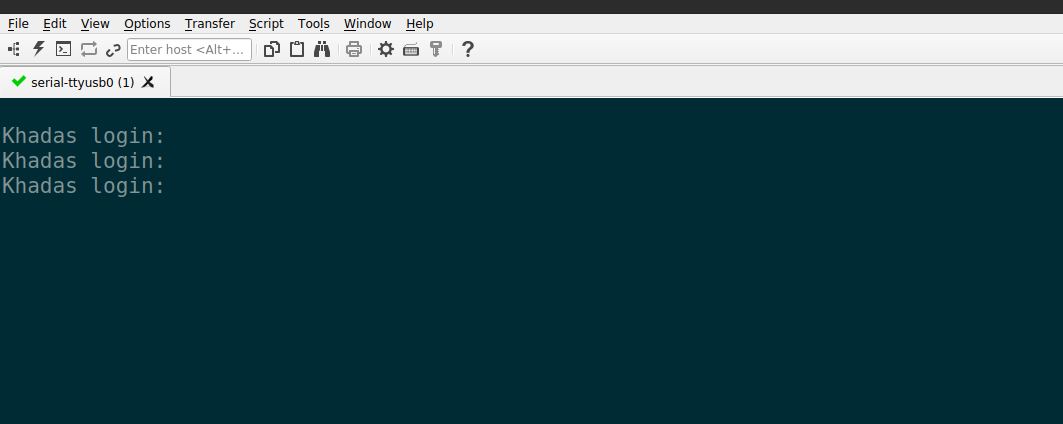 File Edit View Options Transfer Script Tools Window Help
Enter host <Alt+...
serial-ttyusb0 (1)
Khadas login:
Khadas login:
Khadas login: